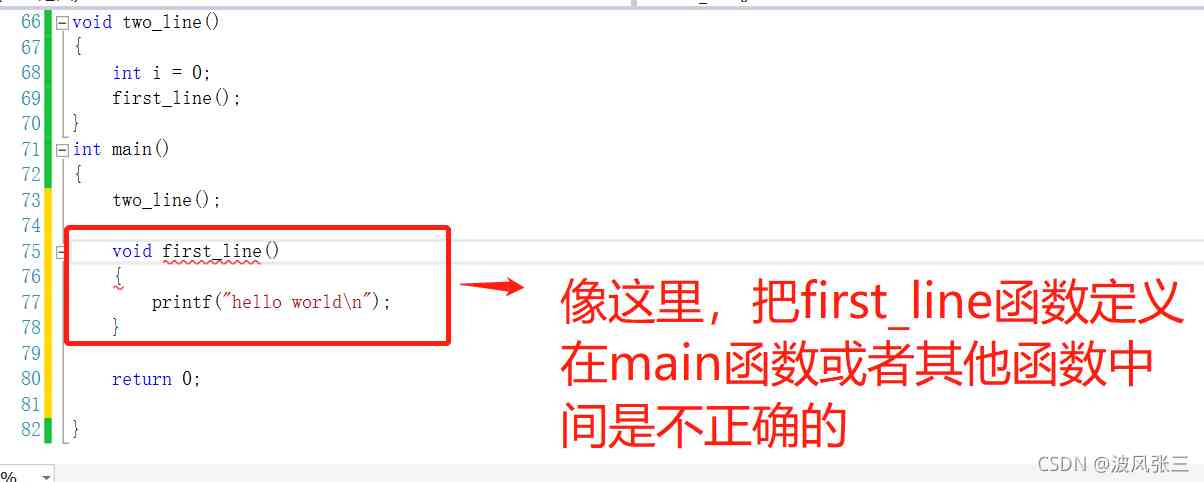 66 void two_line()
67 {
68 int i = 0;
69 first_line();
70 }
71 int main()
72 {
73 two_line();
74
75 void first_line()
76 {
77 printf("hello world\n");
78 }
79
80 return 0;
81
82 }
像这里，把first_line函数定义
在main函数或者其他函数中
间是不正确的
%
CSDN @波风张三